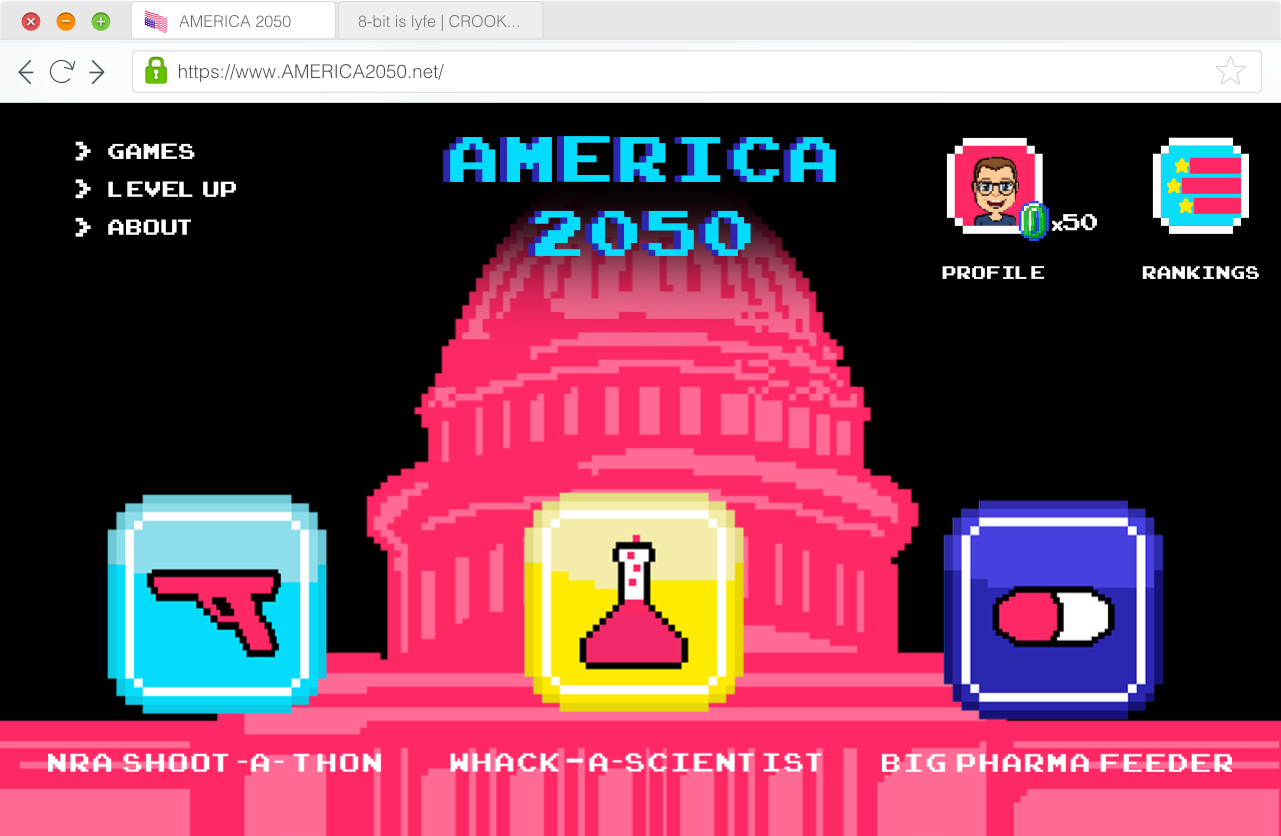 AMERICA 2050
8-bit is lyfe | CROOK...
https://www.AMERICA2050.net/
GAMES
LEVEL UP
ABOUT
AMERICA
2050
x50
PROFILE
RANKINGS
NRA SHOOT-A-THON
WHACK-A-SCIENTIST
BIG PHARMA FEEDER